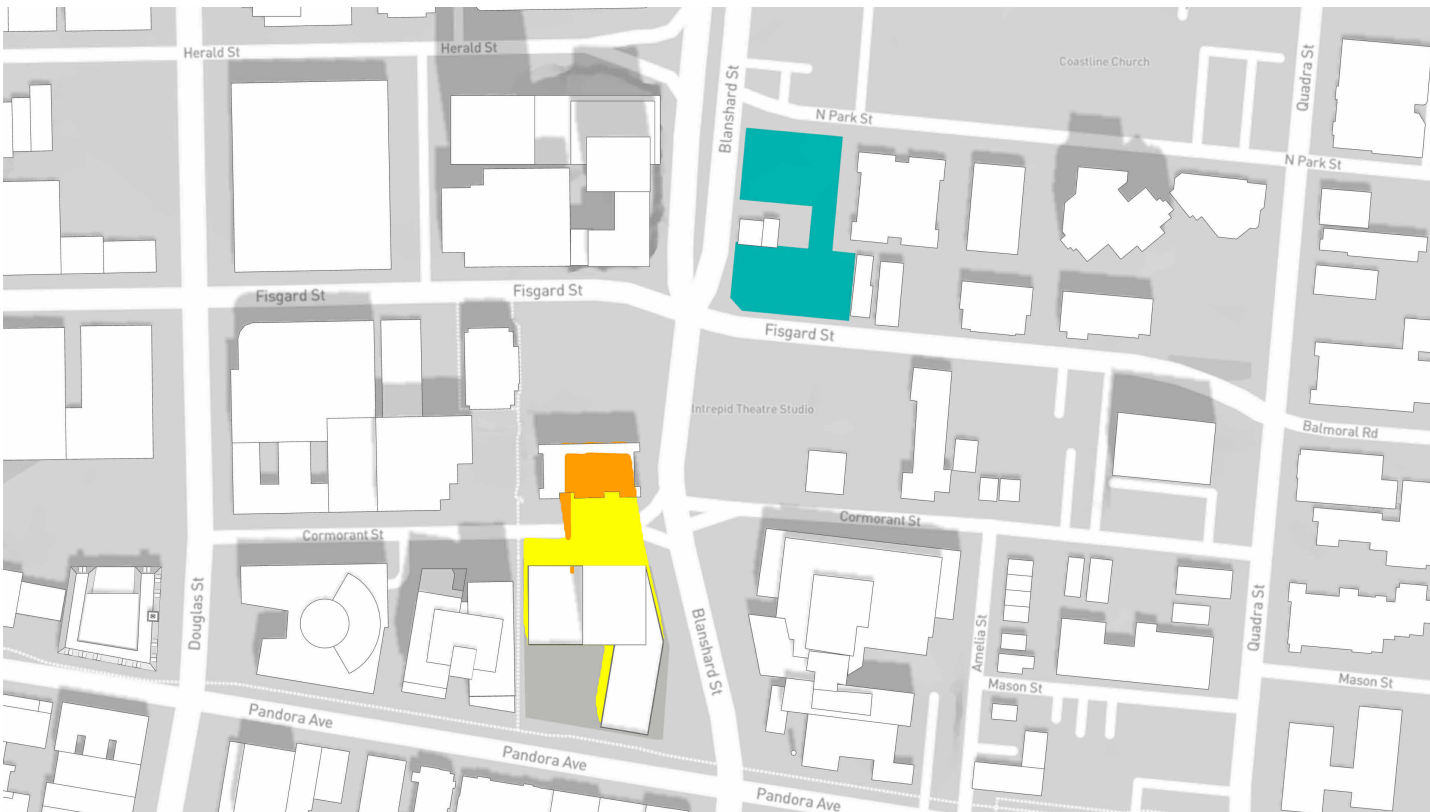 Herald St
Herald St
Blanshard St
Coastline Church
Quadra St
N Park St
N Park St
Fisgard St
Fisgard St
Fisgard St
Intrepid Theatre Studio
Balmoral Rd
Cormorant St
Cormorant St
Douglas St
Blanshard St
Amelia St
Quadra St
Mason St
Mason St
Pandora Ave
Pandora Ave
Pandora Ave